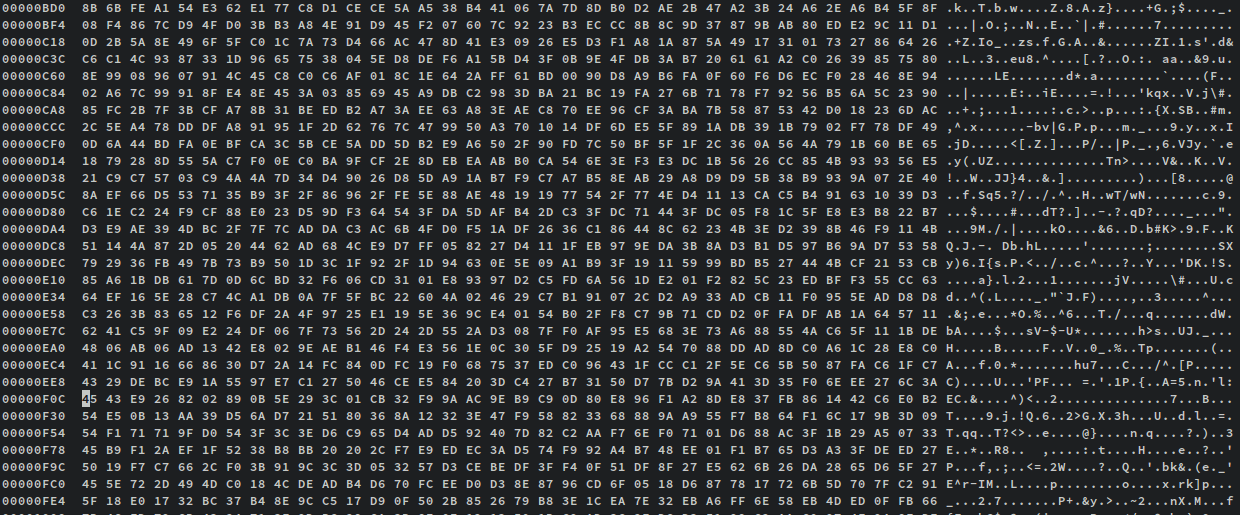 00000BD0 8B 6B FE A1 54 E3 62 E1 77 C8 D1 CE CE 5A A5 38 B4 41 06 7A 7D 8D B0 D2 AE 2B 47 A2 3B 24 A6 2E A6 B4 5F 8F .k..T.b.w....Z.8.A.z}....+G.;$...._.
00000BF4 08 F4 86 7C D9 4F D0 3B B3 A8 4E 91 D9 45 F2 07 60 7C 92 B3 EC CC 8B 8C 9D 37 9B AB 80 ED E2 9C 11 D1
00000C18 0D 2B 5A 8E 49 6F 5F C0 1C 7A 73 D4 66 AC 47 8D 41 E3 09 26 E5 D3 F1 A8 1A 87 5A 49 17 31 01 73 27 86 64 26 .+Z.Io_..zs.f.G.A..&......ZI.1.s'.d&
00000C3C C6 C1 4C 93 87 33 1D 96 65 75 38 04 5E D8 DE F6 A1 5B D4 3F 0B 9E 4F DB 3A B7 20 61 61 A2 C0 26 39 85 75 80 ..L..3..eu8.^....[.?..O.:. aa..&9.u.
00000C60 8E 99 08 96 07 91 4C 45 C8 C0 C6 AF 01 8C 1E 64 2A FF 61 BD 00 90 D8 A9 B6 FA 0F 60 F6 D6 EC F0 28 46 8E 94 ......LE.......d*.a........`....(F..
00000C84 02 A6 7C 99 91 8F E4 8E 45 3A 03 85 69 45 A9 DB C2 98 3D BA 21 BC 19 FA 27 6B 71 78 F7 92 56 B6 6A 5C 23 90
00000CA8 85 FC 2B 7F 3B CF A7 8B 31 BE ED B2 A7 3A EE 63 A8 3E AE C8 70 EE 96 CF 3A BA 7B 58 87 53 42 D0 18 23 6D AC ..+.;...1....:.c.>..p...:.{X.SB..#m.
00000CCC 2C 5E A4 78 DD DF A8 91 95 1F 2D 62 76 7C 47 99 50 A3 70 10 14 DF 6D E5 5F 89 1A DB 39 1B 79 02 F7 78 DF 49 ,^.x......-bv|G.P.p...m._...9.y..x.I
00000CF0 0D 6A 44 BD FA 0E BF CA 3C 5B CE 5A DD 5D B2 E9 A6 50 2F 90 FD 7C 50 BF 5F 1F 2C 36 0A 56 4A 79 1B 60 BE 65 .jD.....<[.Z.]...P/..|P._.,6.VJy.`.e
00000D14 18 79 28 8D 55 5A C7 F0 0E C0 BA 9F CF 2E 8D EB EA AB B0 CA 54 6E 3E F3 E3 DC 1B 56 26 CC 85 4B 93 93 56 E5 .y(.UZ..............Tn>....V&..K..V.
00000D38 21 C9 C7 57 03 C9 4A 4A 7D 34 D4 90 26 D8 5D A9 1A B7 F9 C7 A7 B5 8E AB 29 A8 D9 D9 5B 38 B9 93 9A 07 2E 40
00000D5C 8A EF 66 D5 53 71 35 B9 3F 2F 86 96 2F FE 5E 88 AE 48 19 19 77 54 2F 77 4E D4 11 13 CA C5 B4 91 63 10 39 D3 ..f.Sq5.?/../.^..H..wT/wN.......c.9.
00000D80 C6 1E C2 24 F9 CF 88 E0 23 D5 9D F3 64 54 3F DA 5D AF B4 2D C3 3F DC 71 44 3F DC 05 F8 1C 5F E8 E3 B8 22 B7
00000DA4 D3 E9 AE 39 4D BC 2F 7F 7C AD DA C3 AC 6B 4F D0 F5 1A DF 26 36 C1 86 44 8C 62 23 4B 3E D2 39 8B 46 F9 11 4B
00000DC8 51 14 4A 87 2D 05 20 44 62 AD 68 4C E9 D7 FF 05 82 27 D4 11 1F EB 97 9E DA 3B 8A D3 B1 D5 97 B6 9A D7 53 58 Q.J.-. Db.hL.....'.......;........SX
00000DEC 79 29 36 FB 49 7B 73 B9 50 1D 3C 1F 92 2F 1D 94 63 0E 5E 09 A1 B9 3F 19 11 59 99 BD B5 27 44 4B CF 21 53 CB y)6.I{s.P.<../..c.^...?..Y...'DK.!S.
00000E10 85 A6 1B DB 61 7D 0D 6C BD 32 F6 06 CD 31 01 E8 93 97 D2 C5 FD 6A 56 1D E2 01 F2 82 5C 23 ED BF F3 55 CC 63
00000E34 64 EF 16 5E 28 C7 4C A1 DB 0A 7F 5F BC 22 60 4A 02 46 29 C7 B1 91 07 2C D2 A9 33 AD CB 11 F0 95 5E AD D8 D8 d..^(.L...._."`J.F)....,..3.....^...
00000E58 C3 26 3B 83 65 12 F6 DF 2A 4F 97 25 E1 19 5E 36 9C E4 01 54 B0 2F F8 C7 9B 71 CD D2 0F FA DF AB 1A 64 57 11 .&;.e...*O.%..^6...T./...q.......dW.
00000E7C 62 41 C5 9F 09 E2 24 DF 06 7F 73 56 2D 24 2D 55 2A D3 08 7F F0 AF 95 E5 68 3E 73 A6 88 55 4A C6 5F 11 1B DE bA....$...sV-$-U*.......h>s..UJ._...
00000EA0 48 06 AB 06 AD 13 42 E8 02 9E AE B1 46 F4 E3 56 1E 0C 30 5F D9 25 19 A2 54 70 88 DD AD 8D C0 A6 1C 28 E8 C0 H.....B.....F..V..0_.%..Tp.......(..
00000EC4 41 1C 91 16 66 86 30 D7 2A 14 FC 84 0D FC 19 F0 68 75 37 ED C0 96 43 1F CC C1 2F 5E C6 5B 50 87 FA C6 1F C7
00000EE8 43 29 DE BC E9 1A 55 97 E7 C1 27 50 46 CE E5 84 20 3D C4 27 B7 31 50 D7 7B D2 9A 41 3D 35 F0 6E EE 27 6C 3A
00000F0C 45 43 E9 26 82 02 89 0B 5E 29 3C 01 CB 32 F9 9A AC 9E B9 C9 0D 80 E8 96 F1 A2 8D E8 37 FB 86 14 42 C6 E0 B2 EC.&....^)<..2..............7...B...
00000F30 54 E5 0B 13 AA 39 D5 6A D7 21 51 80 36 8A 12 32 3E 47 F9 58 82 33 68 88 9A A9 55 F7 B8 64 F1 6C 17 9B 3D
00000F54 54 F1 71 71 9F D0 54 3F 3C 3E D6 C9 65 D4 AD D5 92 40 7D 82 C2 AA F7 6E F0 71 01 D6 88 AC 3F 1B 29 A5 07 33 T.qq..T?<>..e....@}....n.q....?.)..3
00000F78 45 B9 F1 2A EF 1F 52 38 B8 BB 20 20 2C F7 E9 ED EC 3A D5 74 F9 92 A4 B7 48 EE 01 F1 B7 65 D3 A3 3F DE ED 27
00000F9C 50 19 F7 C7 66 2C F0 3B 91 9C 3C 3D 05 32 57 D3 CE BE DF 3F F4 0F 51 DF 8F 27 E5 62 6B 26 DA 28 65 D6 5F 27
00000FC0 45 5E 72 2D 49 4D C0 18 4C DE AD B4 D6 70 FC EE D0 D3 8E 87 96 CD 6F 05 18 D6 87 78 17 72 6B 5D 70 7F C2 91
00000FE4 5F 18 E0 17 32 BC 37 B4 8E 9C C5 17 D9 0F 50 2B 85 26 79 B8 3E 1C EA 7E 32 EB A6 FF 6E 58 E8 4D ED 0F FB 66